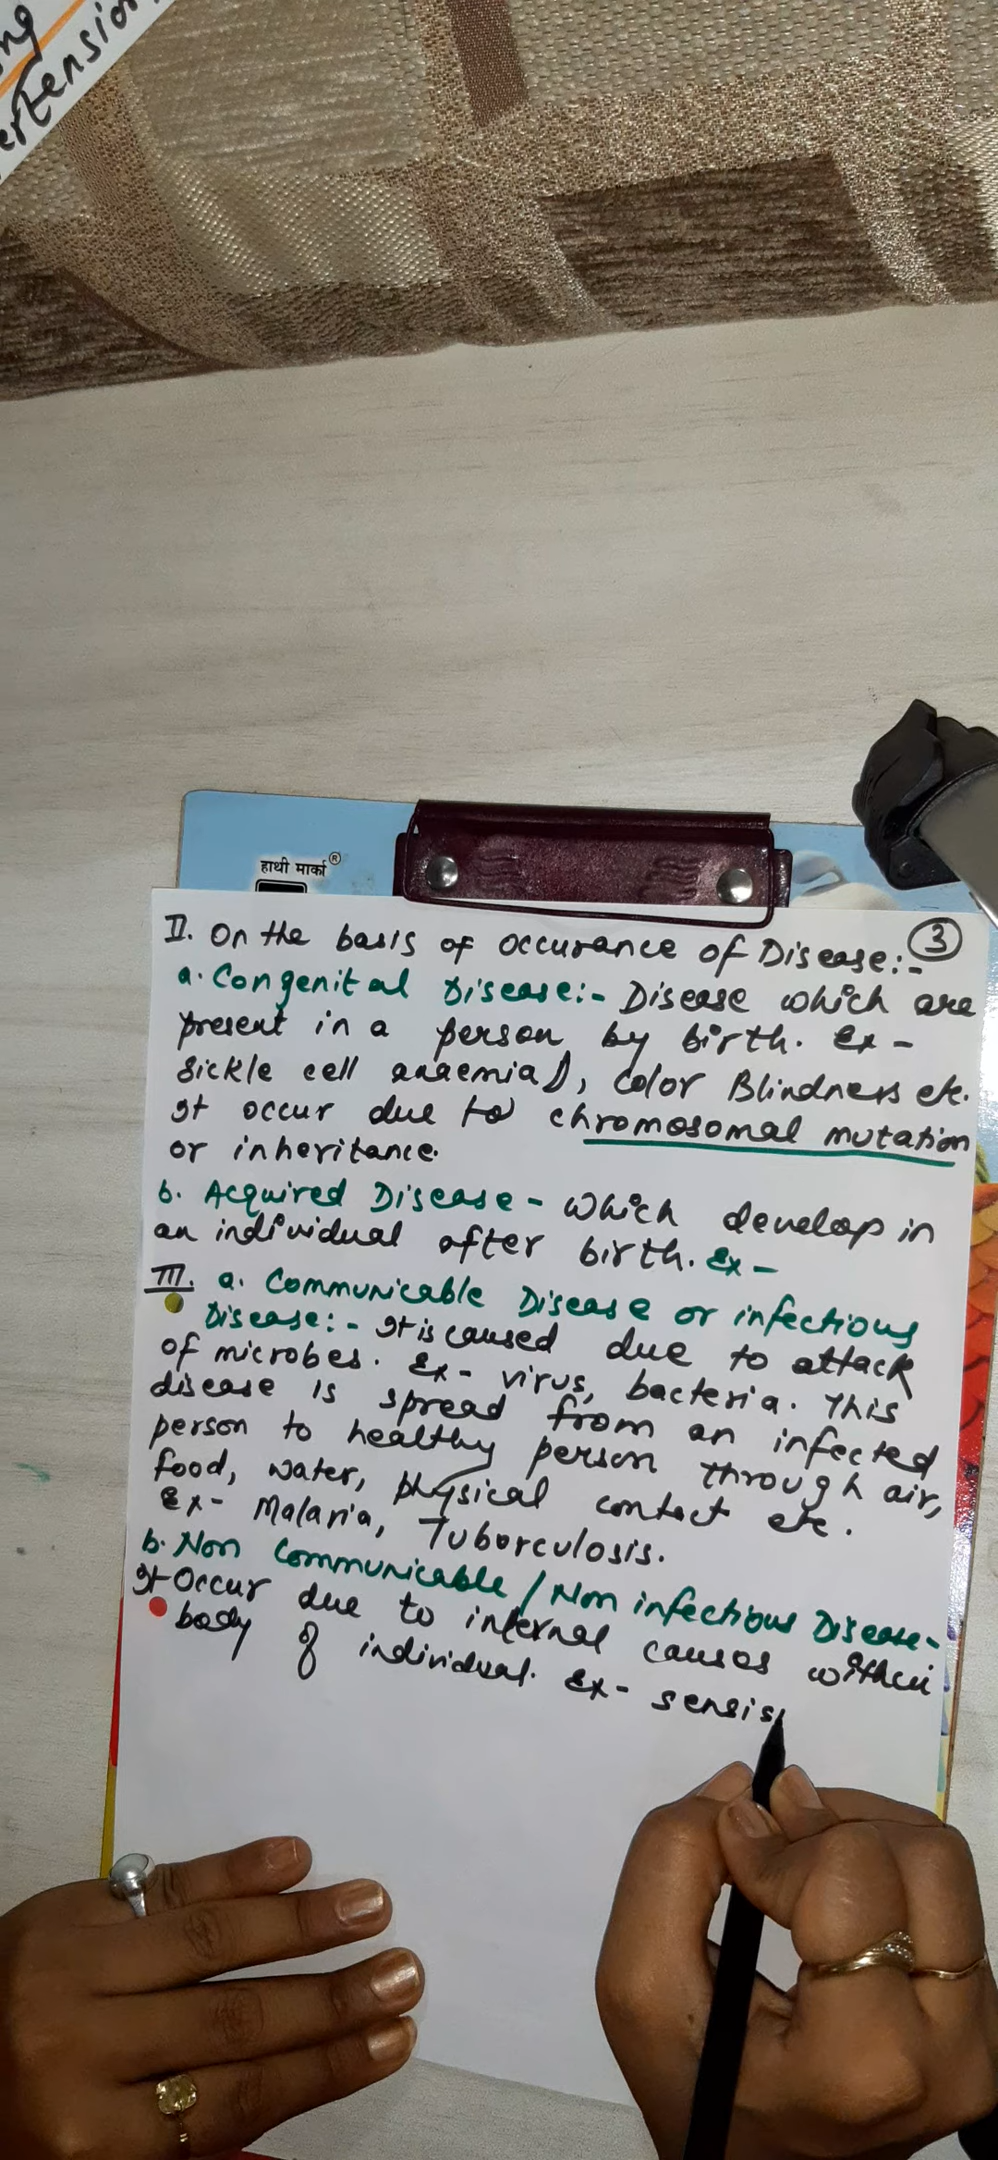 ng
ertension
हाथी मार्का®
3
II. On the basis of occurance of Disease:-
a. Congenital Disease:- Disease which are
present in a person by birth. Ex-
Sickle cell anaemia, Color Blindness etc.
It occur due to chromosomal mutation
or inheritance.
b. Acquired Disease - which develop in
an individual after birth. Ex-
III. a. Communicable Disease or infectious
Disease:- It is caused due to attack
of microbes. Ex- virus, bacteria. This
disease is spread from an infected
person to healthy person through air,
food, water, physical contact etc.
Ex- Malaria, Tuborculosis.
b. Non Communicable / Non infectious Disease-
It Occur due to internal causes within
body of individual. Ex- sensis